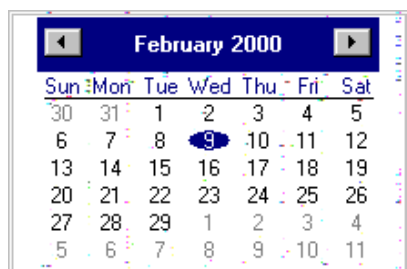 February 2000
Sun Mon Tue Wed Thu Fri Sat
30 31 1 2 3 4 5
6 7 8 9 10 11 12
13 14 15 16 17 18 19
20 21 22 23 24 25 26
27 28 29 1 2 3 4
5 6 7 8 9 10 11